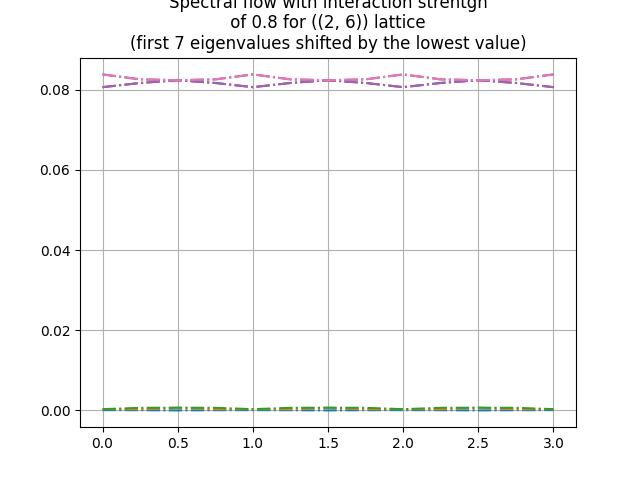 Spectral flow with interaction strentgh
of 0.8 for ((2, 6)) lattice
(first 7 eigenvalues shifted by the lowest value)
0.08
0.06
0.04
0.02
0.00
0.0 0.5 1.0 1.5 2.0 2.5 3.0